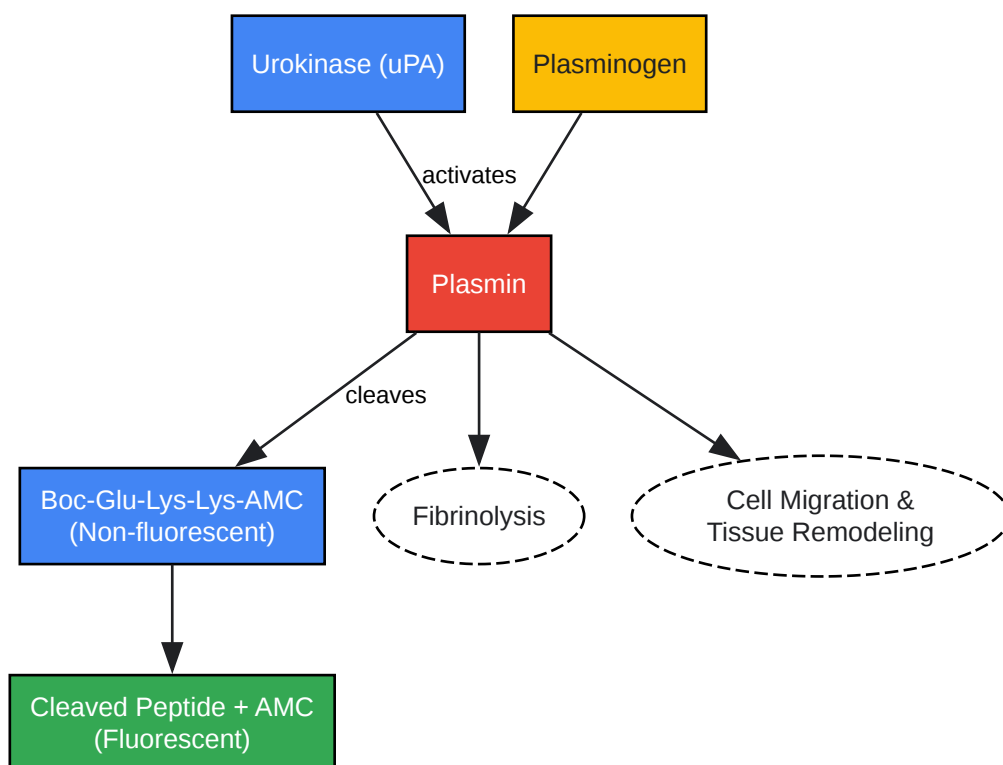 Urokinase (uPA)
Plasminogen
activates
Plasmin
cleaves
Boc-Glu-Lys-Lys-AMC
(Non-fluorescent)
Fibrinolysis
Cell Migration &
Tissue Remodeling
Cleaved Peptide + AMC
(Fluorescent)